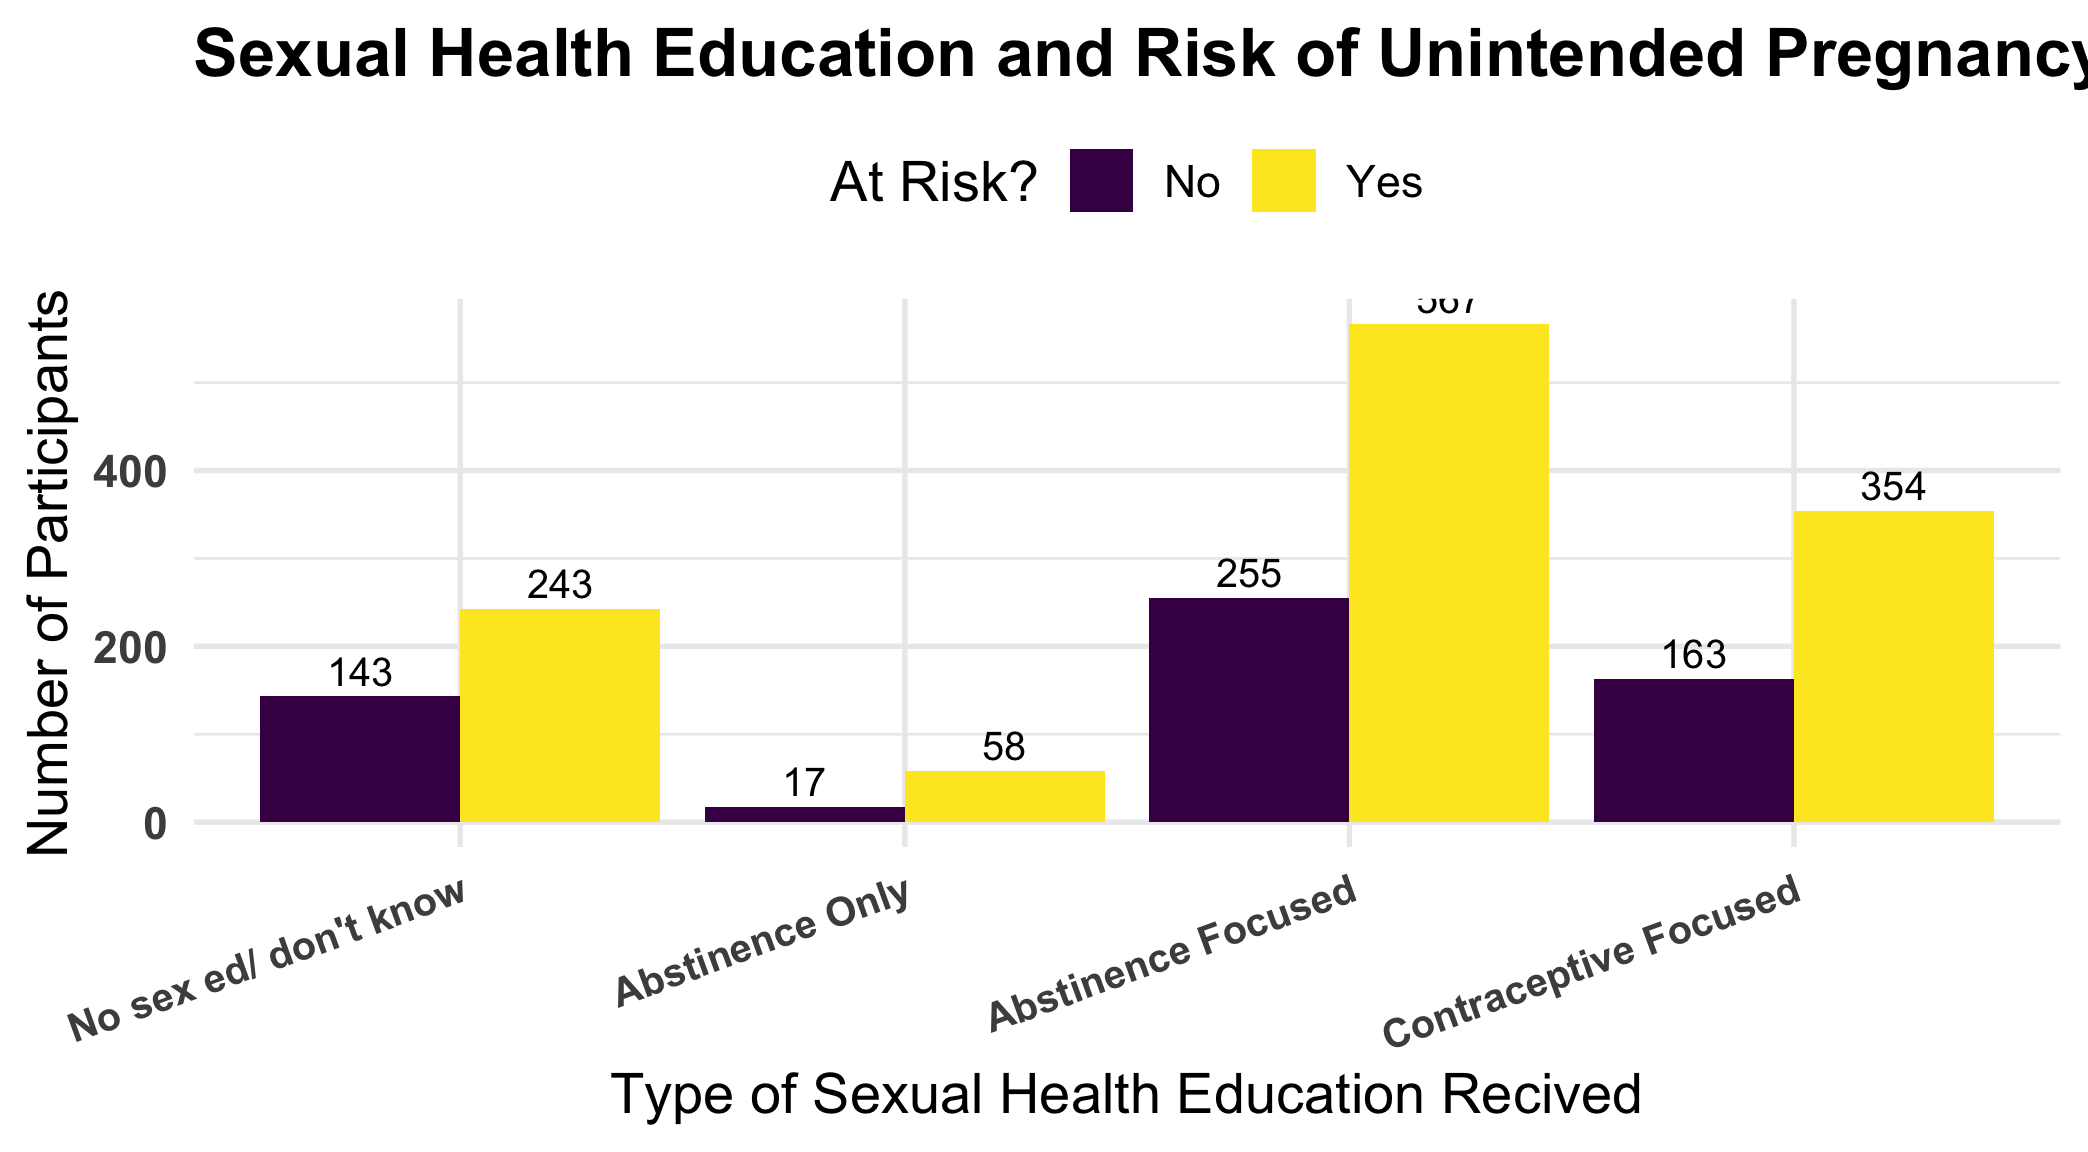 Sexual Health Education and Risk of Unintended Pregnancy
At Risk? No Yes
Number of Participants
400
200
0
143
243
17
58
255
567
163
354
No sex ed/ don't know
Abstinence Only
Abstinence Focused
Contraceptive Focused
Type of Sexual Health Education Recived